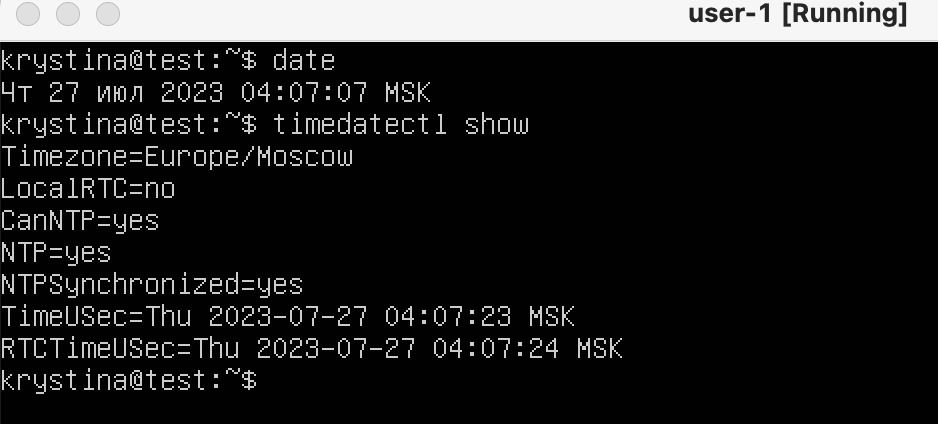 user-1 [Running]
krystina@test:~$ date
Чт 27 июл 2023 04:07:07 MSK
krystina@test:~$ timedatectl show
Timezone=Europe/Moscow
LocalRTC=no
CanNTP=yes
NTP=yes
NTPSynchronized=yes
TimeUSec=Thu 2023-07-27 04:07:23 MSK
RTCTimeUSec=Thu 2023-07-27 04:07:24 MSK
krystina@test:~$